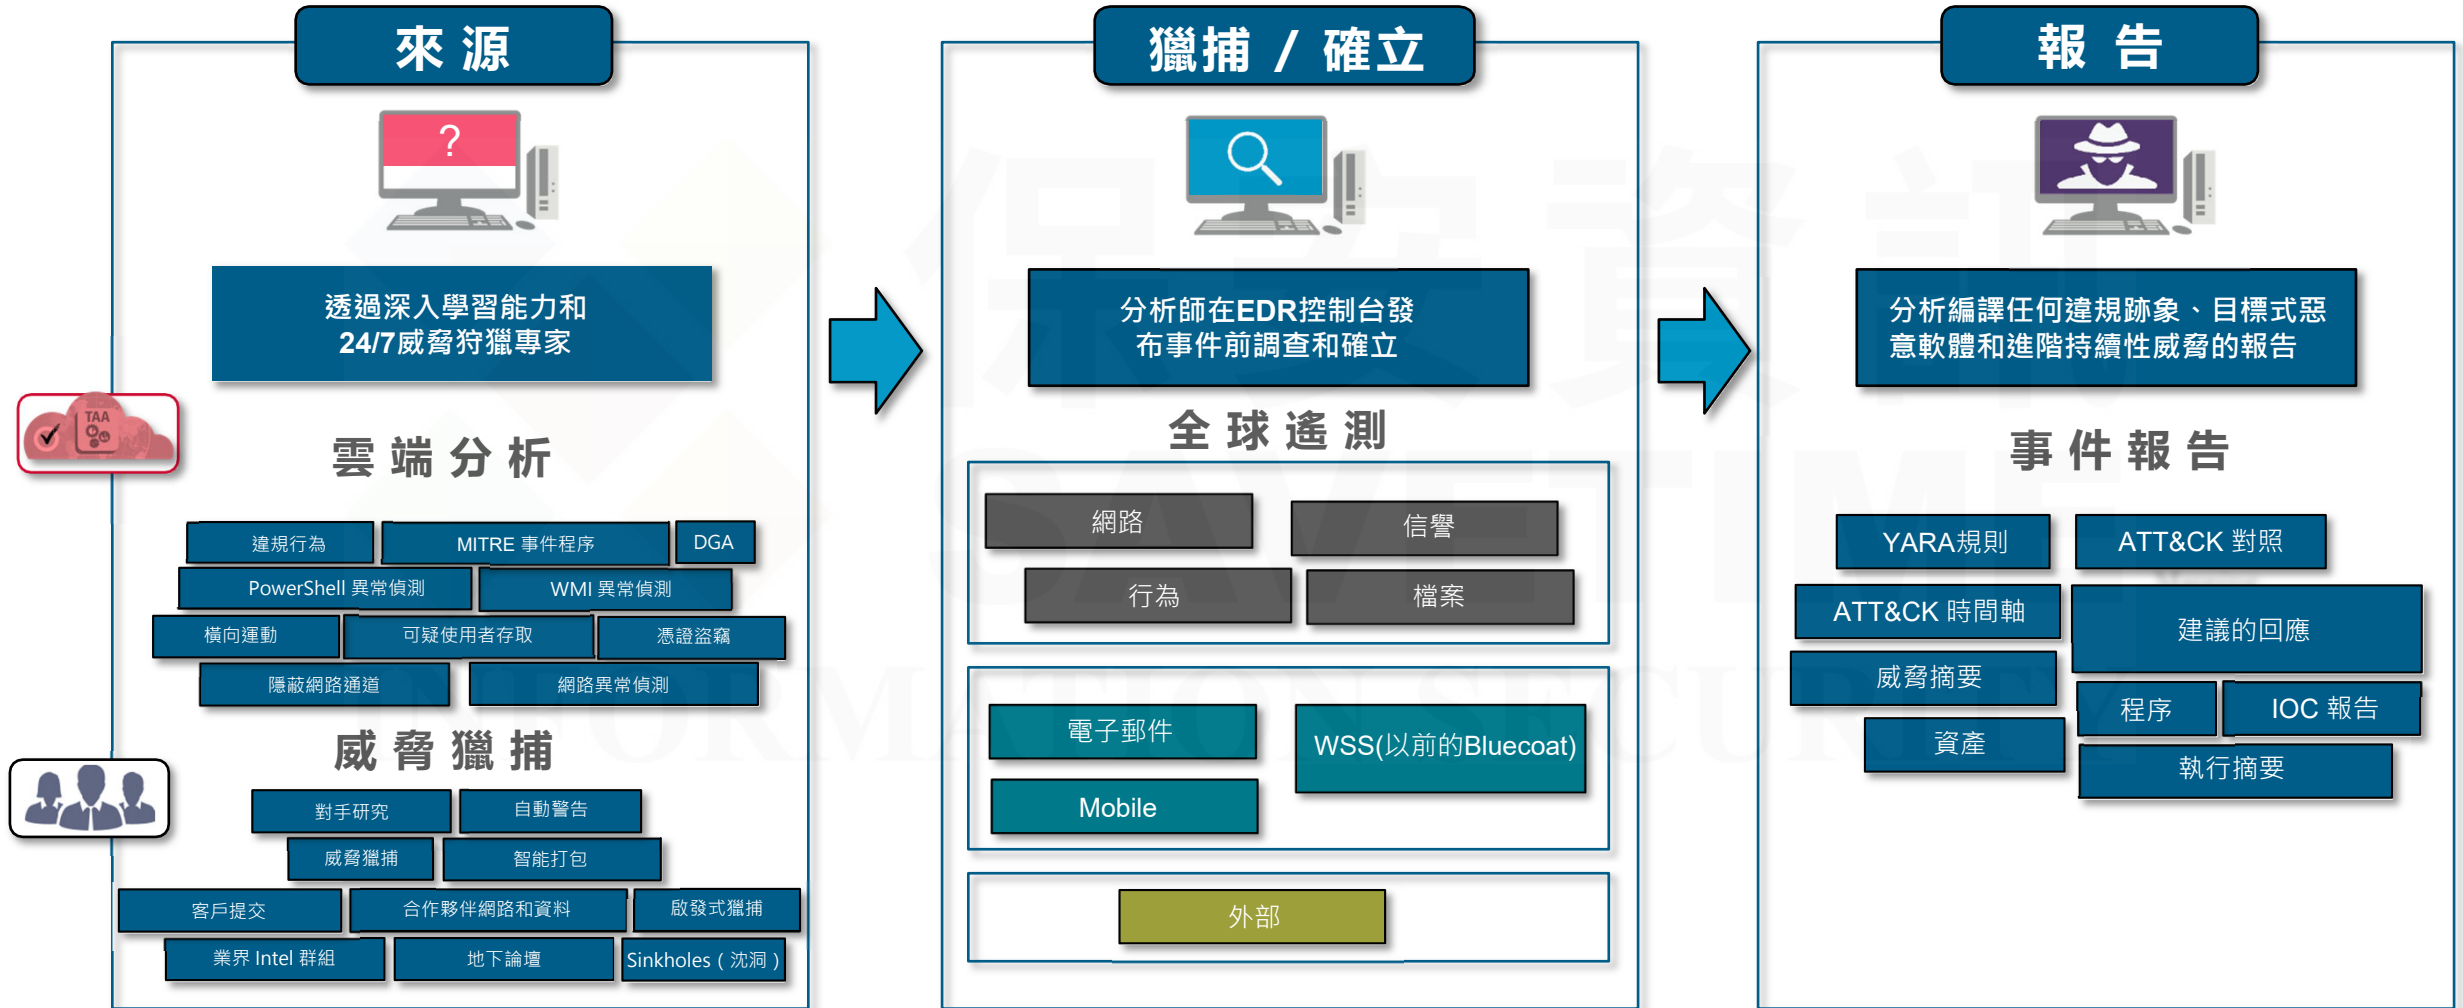 來源
?
透過深入學習能力和
24/7威脅狩獵專家
TAA
雲端分析
違規行為
MITRE 事件程序
DGA
PowerShell 異常偵測
WMI 異常偵測
橫向運動
可疑使用者存取
憑證盜竊
隱蔽網路通道
網路異常偵測
威脅獵捕
對手研究
自動警告
威脅獵捕
智能打包
客戶提交
合作夥伴網路和資料
啟發式獵捕
業界 Intel 群組
地下論壇
Sinkholes（沈洞）
獵捕 / 確立
分析師在EDR控制台發
布事件前調查和確立
全球遙測
網路
信譽
行為
檔案
電子郵件
WSS(以前的Bluecoat)
Mobile
外部
報告
分析編譯任何違規跡象、目標式惡
意軟體和進階持續性威脅的報告
事件報告
YARA規則
ATT&CK 對照
ATT&CK 時間軸
建議的回應
威脅摘要
程序
IOC 報告
資產
執行摘要
保安資訊
SAVETIME
INFORMATION SECURITY